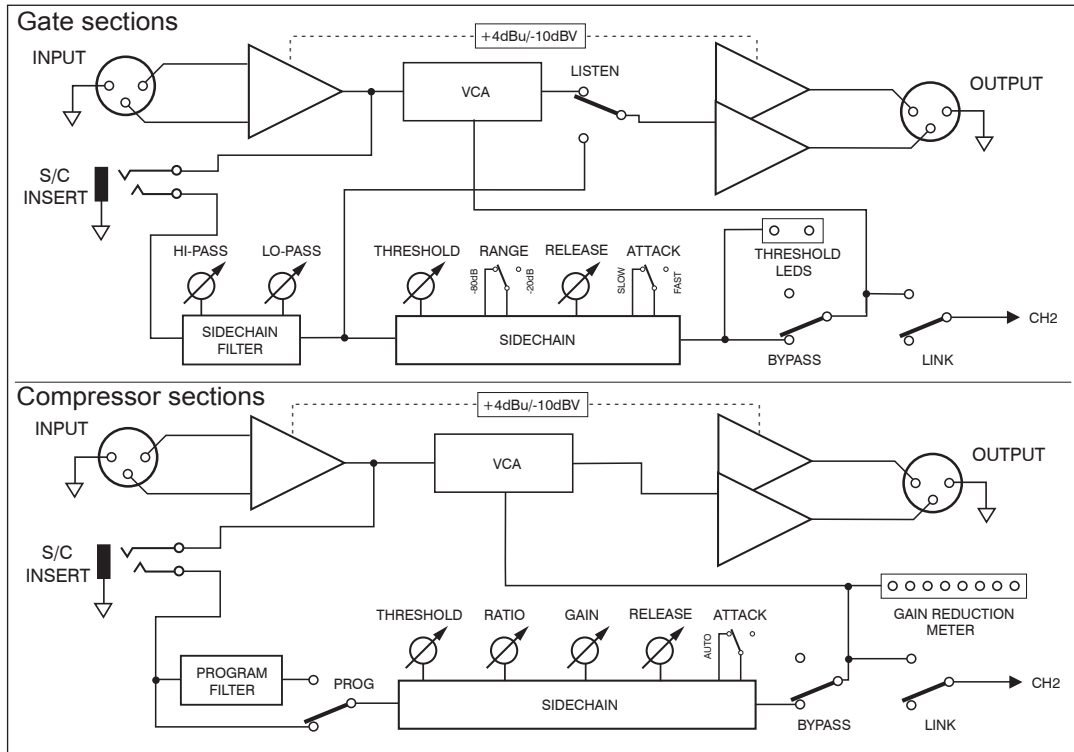 Gate sections
+4dBu/-10dBV
INPUT
VCA
LISTEN
OUTPUT
S/C
INSERT
HI-PASS
LO-PASS
THRESHOLD
RANGE
-80dB
-20dB
RELEASE
ATTACK
SLOW
FAST
THRESHOLD
LEDS
SIDECHAIN
FILTER
SIDECHAIN
BYPASS
LINK
CH2
Compressor sections
+4dBu/-10dBV
INPUT
VCA
OUTPUT
S/C
INSERT
THRESHOLD
RATIO
GAIN
RELEASE
ATTACK
AUTO
GAIN REDUCTION
METER
PROGRAM
FILTER
PROG
SIDECHAIN
BYPASS
LINK
CH2